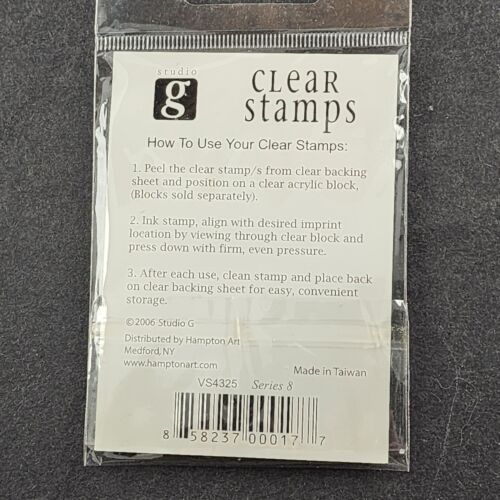 studio
g
CLEAR
stamps
How To Use Your Clear Stamps:
1. Peel the clear stamp/s from clear backing
sheet and position on a clear acrylic block,
(Blocks sold separately).
2. Ink stamp, align with desired imprint
location by viewing through clear block and
press down with firm, even pressure.
3. After each use, clean stamp and place back
on clear backing sheet for easy, convenient
storage.
©2006 Studio G
Distributed by Hampton Art
Medford, NY
www.hamptonart.com
Made in Taiwan
VS4325 Series 8
8 58237 00017 7